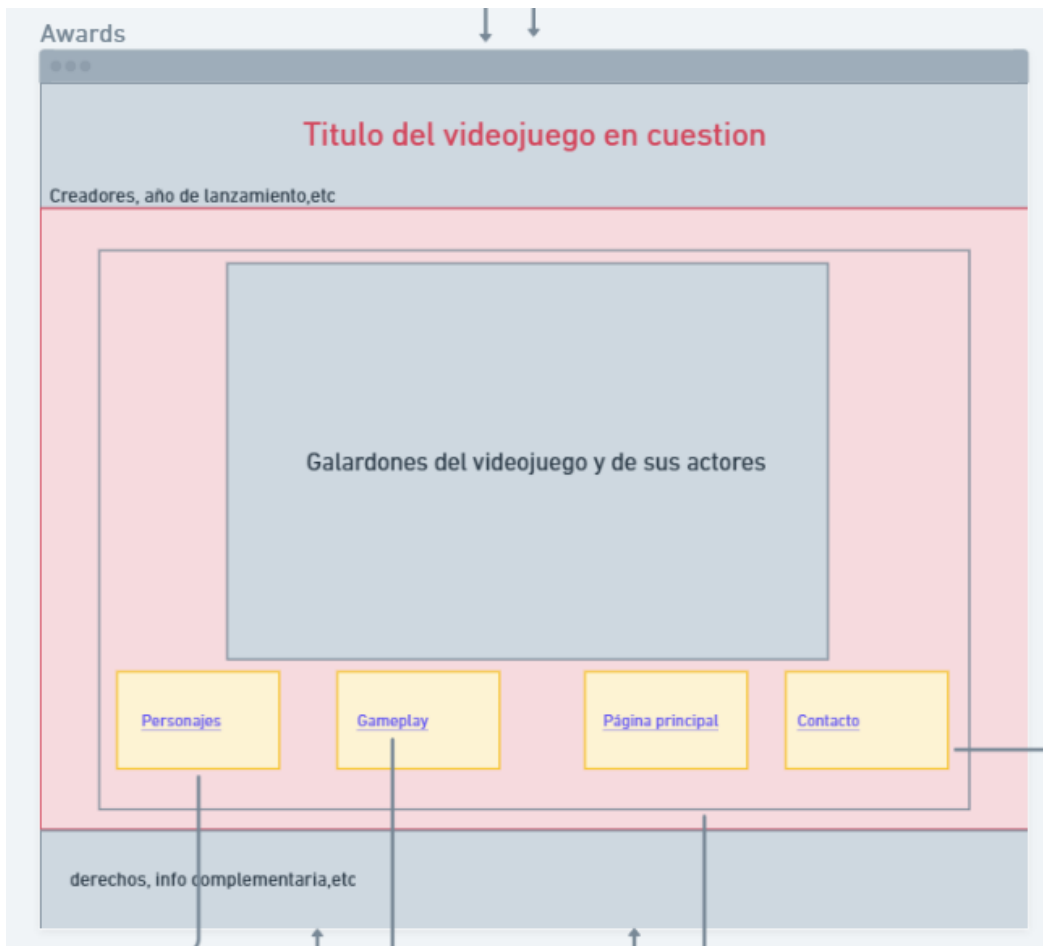 Awards
Titulo del videojuego en cuestion
Creadores, año de lanzamiento,etc
Galardones del videojuego y de sus actores
Personajes
Gameplay
Página principal
Contacto
derechos, info complementaria,etc